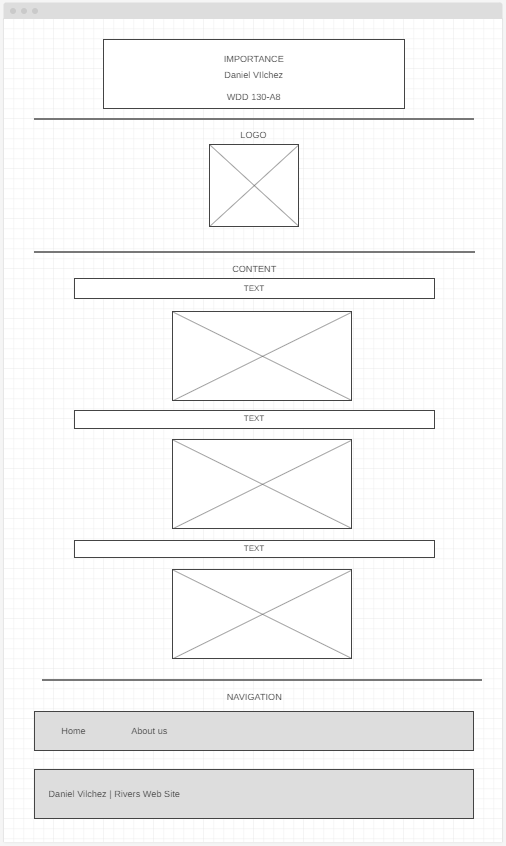 IMPORTANCE
Daniel VIlchez
WDD 130-A8
LOGO
CONTENT
TEXT
TEXT
TEXT
NAVIGATION
Home About us
Daniel Vilchez | Rivers Web Site